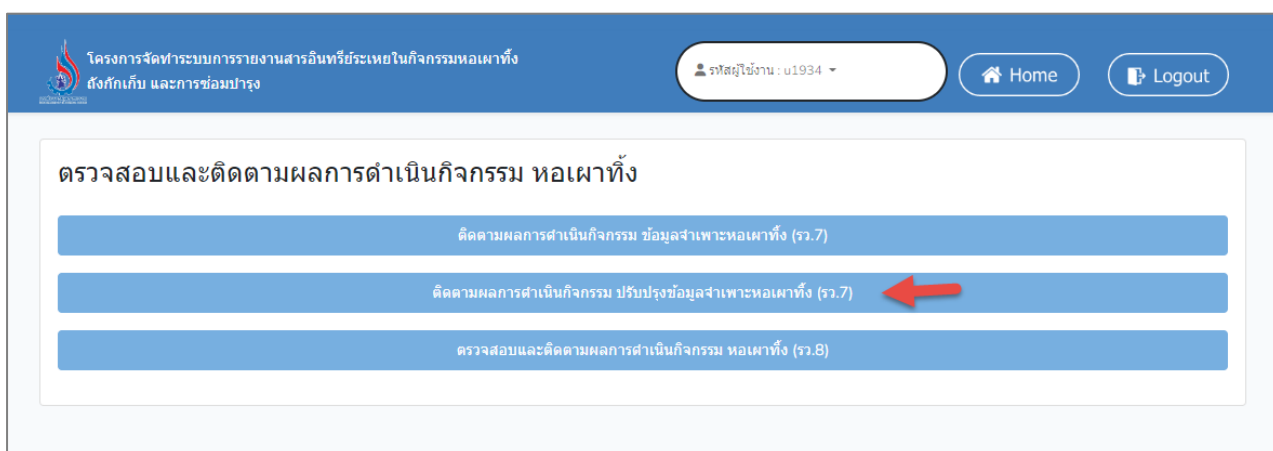 โครงการจัดทำระบบการรายงานสารอินทรีย์ระเหยในกิจกรรมหอเผาทิ้ง
ถังกักเก็บ และการซ่อมบำรุง
รหัสผู้ใช้งาน : u1934
Home
Logout
ตรวจสอบและติดตามผลการดำเนินกิจกรรม หอเผาทิ้ง
ติดตามผลการดำเนินกิจกรรม ข้อมูลจำเพาะหอเผาทิ้ง (รว.7)
ติดตามผลการดำเนินกิจกรรม ปรับปรุงข้อมูลจำเพาะหอเผาทิ้ง (รว.7)
ตรวจสอบและติดตามผลการดำเนินกิจกรรม หอเผาทิ้ง (รว.8)